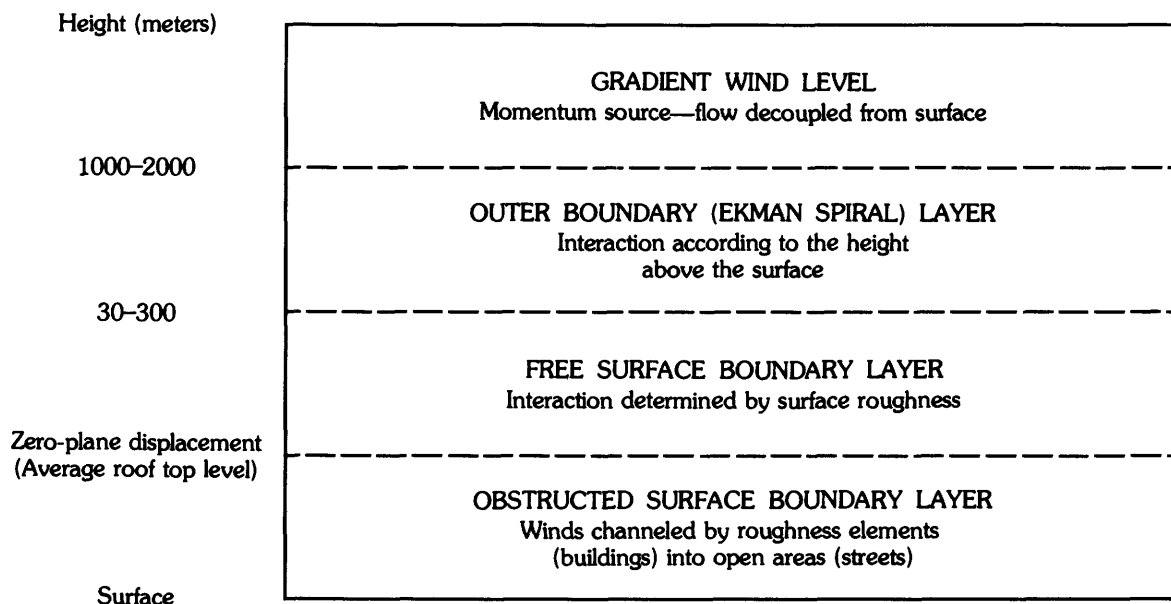 Height (meters)
GRADIENT WIND LEVEL
Momentum source—flow decoupled from surface
1000–2000
OUTER BOUNDARY (EKMAN SPIRAL) LAYER
Interaction according to the height
above the surface
30–300
FREE SURFACE BOUNDARY LAYER
Interaction determined by surface roughness
Zero-plane displacement
(Average roof top level)
OBSTRUCTED SURFACE BOUNDARY LAYER
Winds channeled by roughness elements
(buildings) into open areas (streets)
Surface